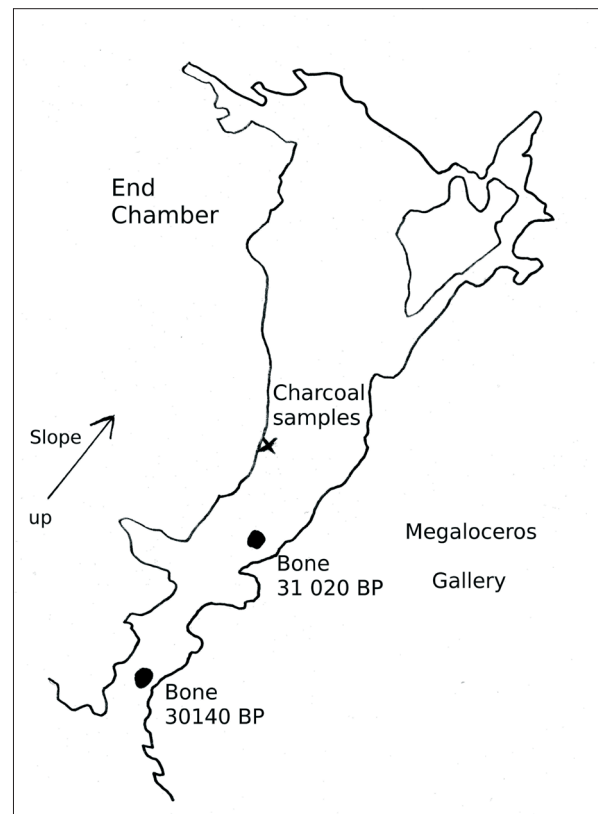 End
Chamber
Charcoal
samples
Slope
up
Megaloceros
Gallery
Bone
31 020 BP
Bone
30140 BP